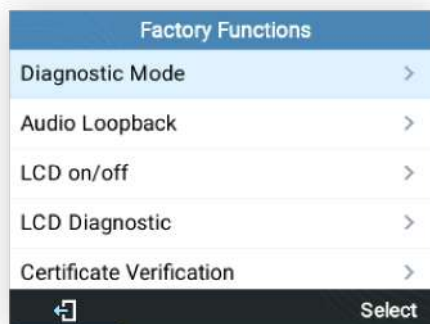 Factory Functions
Diagnostic Mode
Audio Loopback
LCD on/off
LCD Diagnostic
Certificate Verification
Select